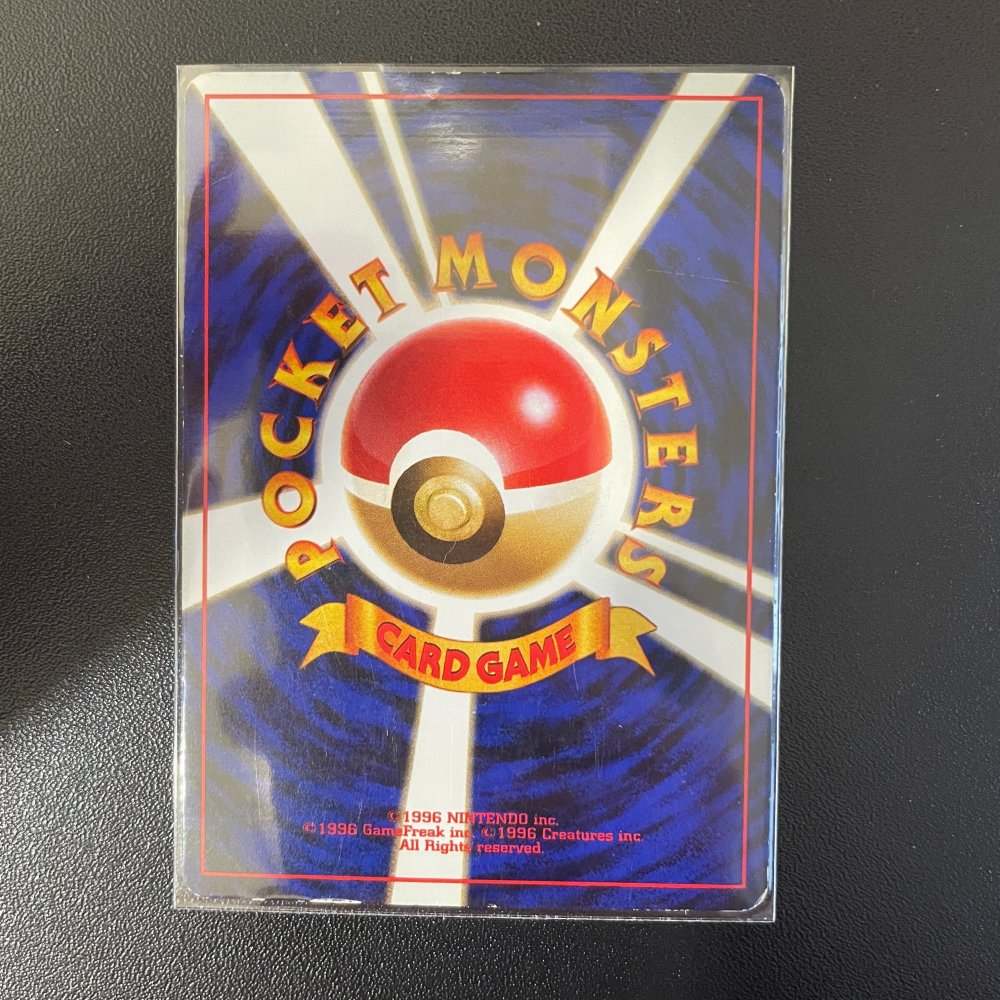 POCKET MONSTERS
CARD GAME
©1996 NINTENDO inc.
©1996 GameFreak inc. ©1996 Creatures inc.
All Rights reserved.